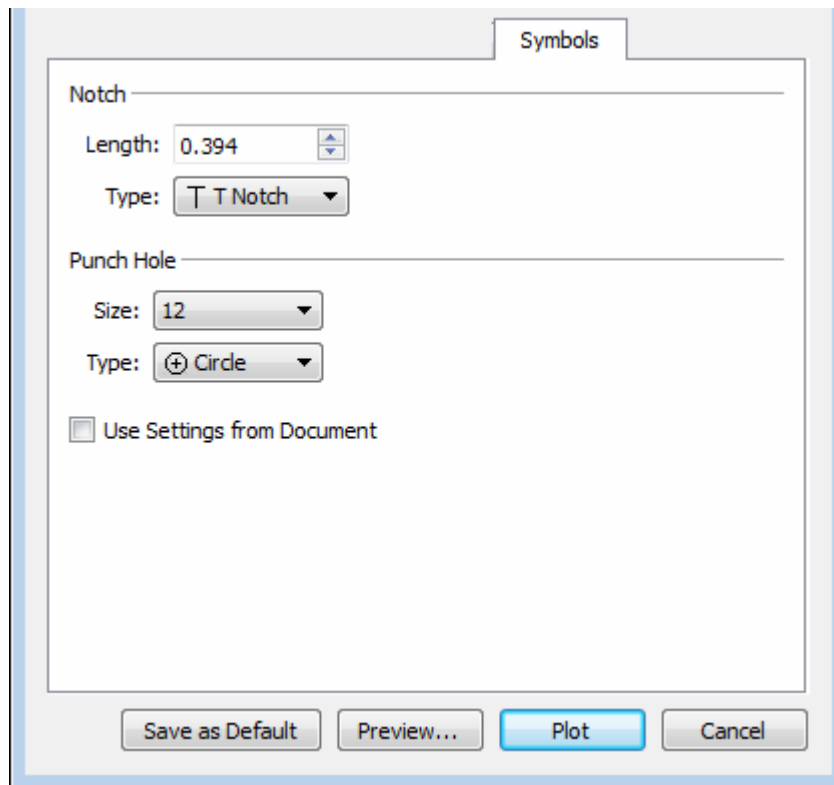 Symbols
Notch
Length: 0.394
Type: T Notch
Punch Hole
Size: 12
Type: Circle
Use Settings from Document
Save as Default Preview... Plot Cancel